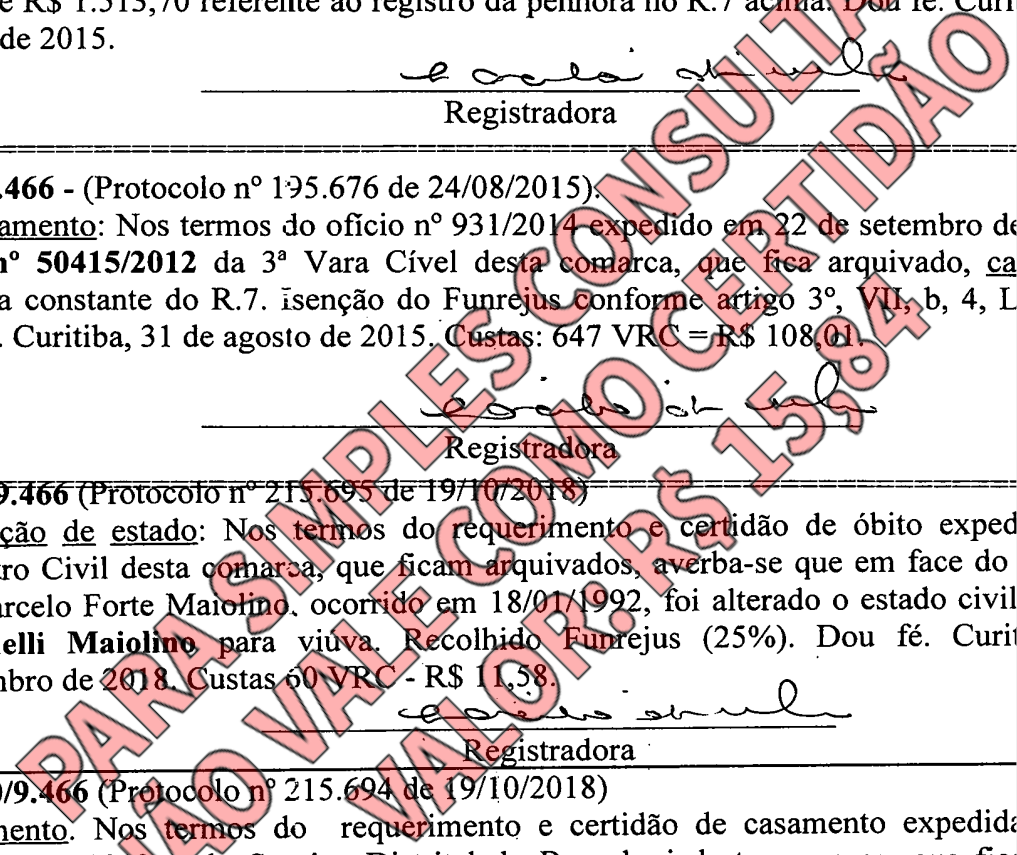 e R$ 1.513,70 referente ao registro da penhora no R.7 acima. Dou fé. Curi
de 2015.
Registradora
.466 - (Protocolo nº 195.676 de 24/08/2015).
amento: Nos termos do ofício nº 931/2014 expedido em 22 de setembro de
nº 50415/2012 da 3ª Vara Cível desta comarca, que fica arquivado, ca
a constante do R.7. Isenção do Funrejus conforme artigo 3º, VII, b, 4, L
. Curitiba, 31 de agosto de 2015. Custas: 647 VRC = R$ 108,01.
Registradora
9.466 (Protocolo nº 215.695 de 19/10/2018)
ção de estado: Nos termos do requerimento e certidão de óbito exped
ro Civil desta comarca, que ficam arquivados, averba-se que em face do
arcelo Forte Maiolino, ocorrido em 18/01/1992, foi alterado o estado civil
elli Maiolino para viúva. Recolhido Funrejus (25%). Dou fé. Curit
nbro de 2018. Custas 60 VRC - R$ 11,58.
Registradora
/9.466 (Protocolo nº 215.694 de 19/10/2018)
nento. Nos termos do requerimento e certidão de casamento expedida
PARA SIMPLES CONSULTA
NÃO VALE COMO CERTIDÃO
VALOR: R$ 15,84